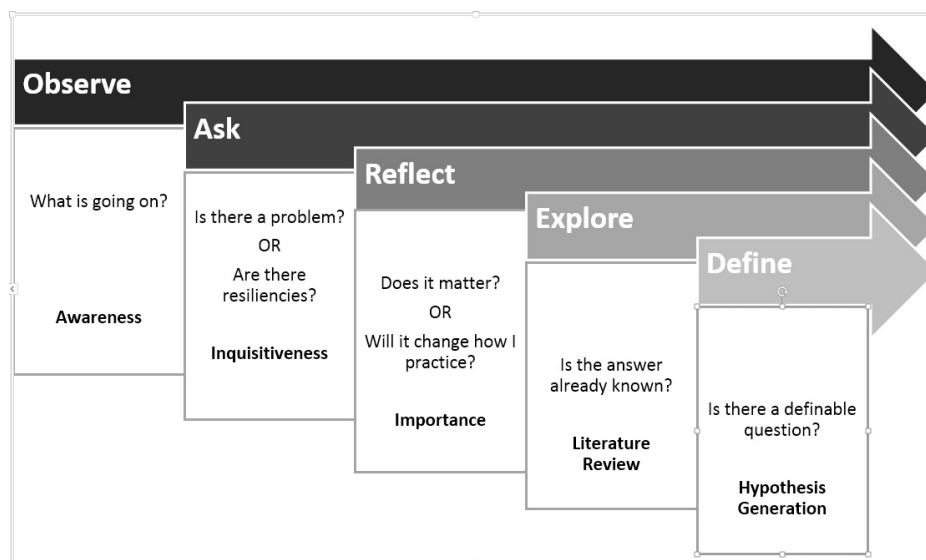 Observe
What is going on?
Awareness
Ask
Is there a problem?
OR
Are there
resiliencies?
Inquisitiveness
Reflect
Does it matter?
OR
Will it change how I
practice?
Importance
Explore
Is the answer
already known?
Literature
Review
Define
Is there a definable
question?
Hypothesis
Generation